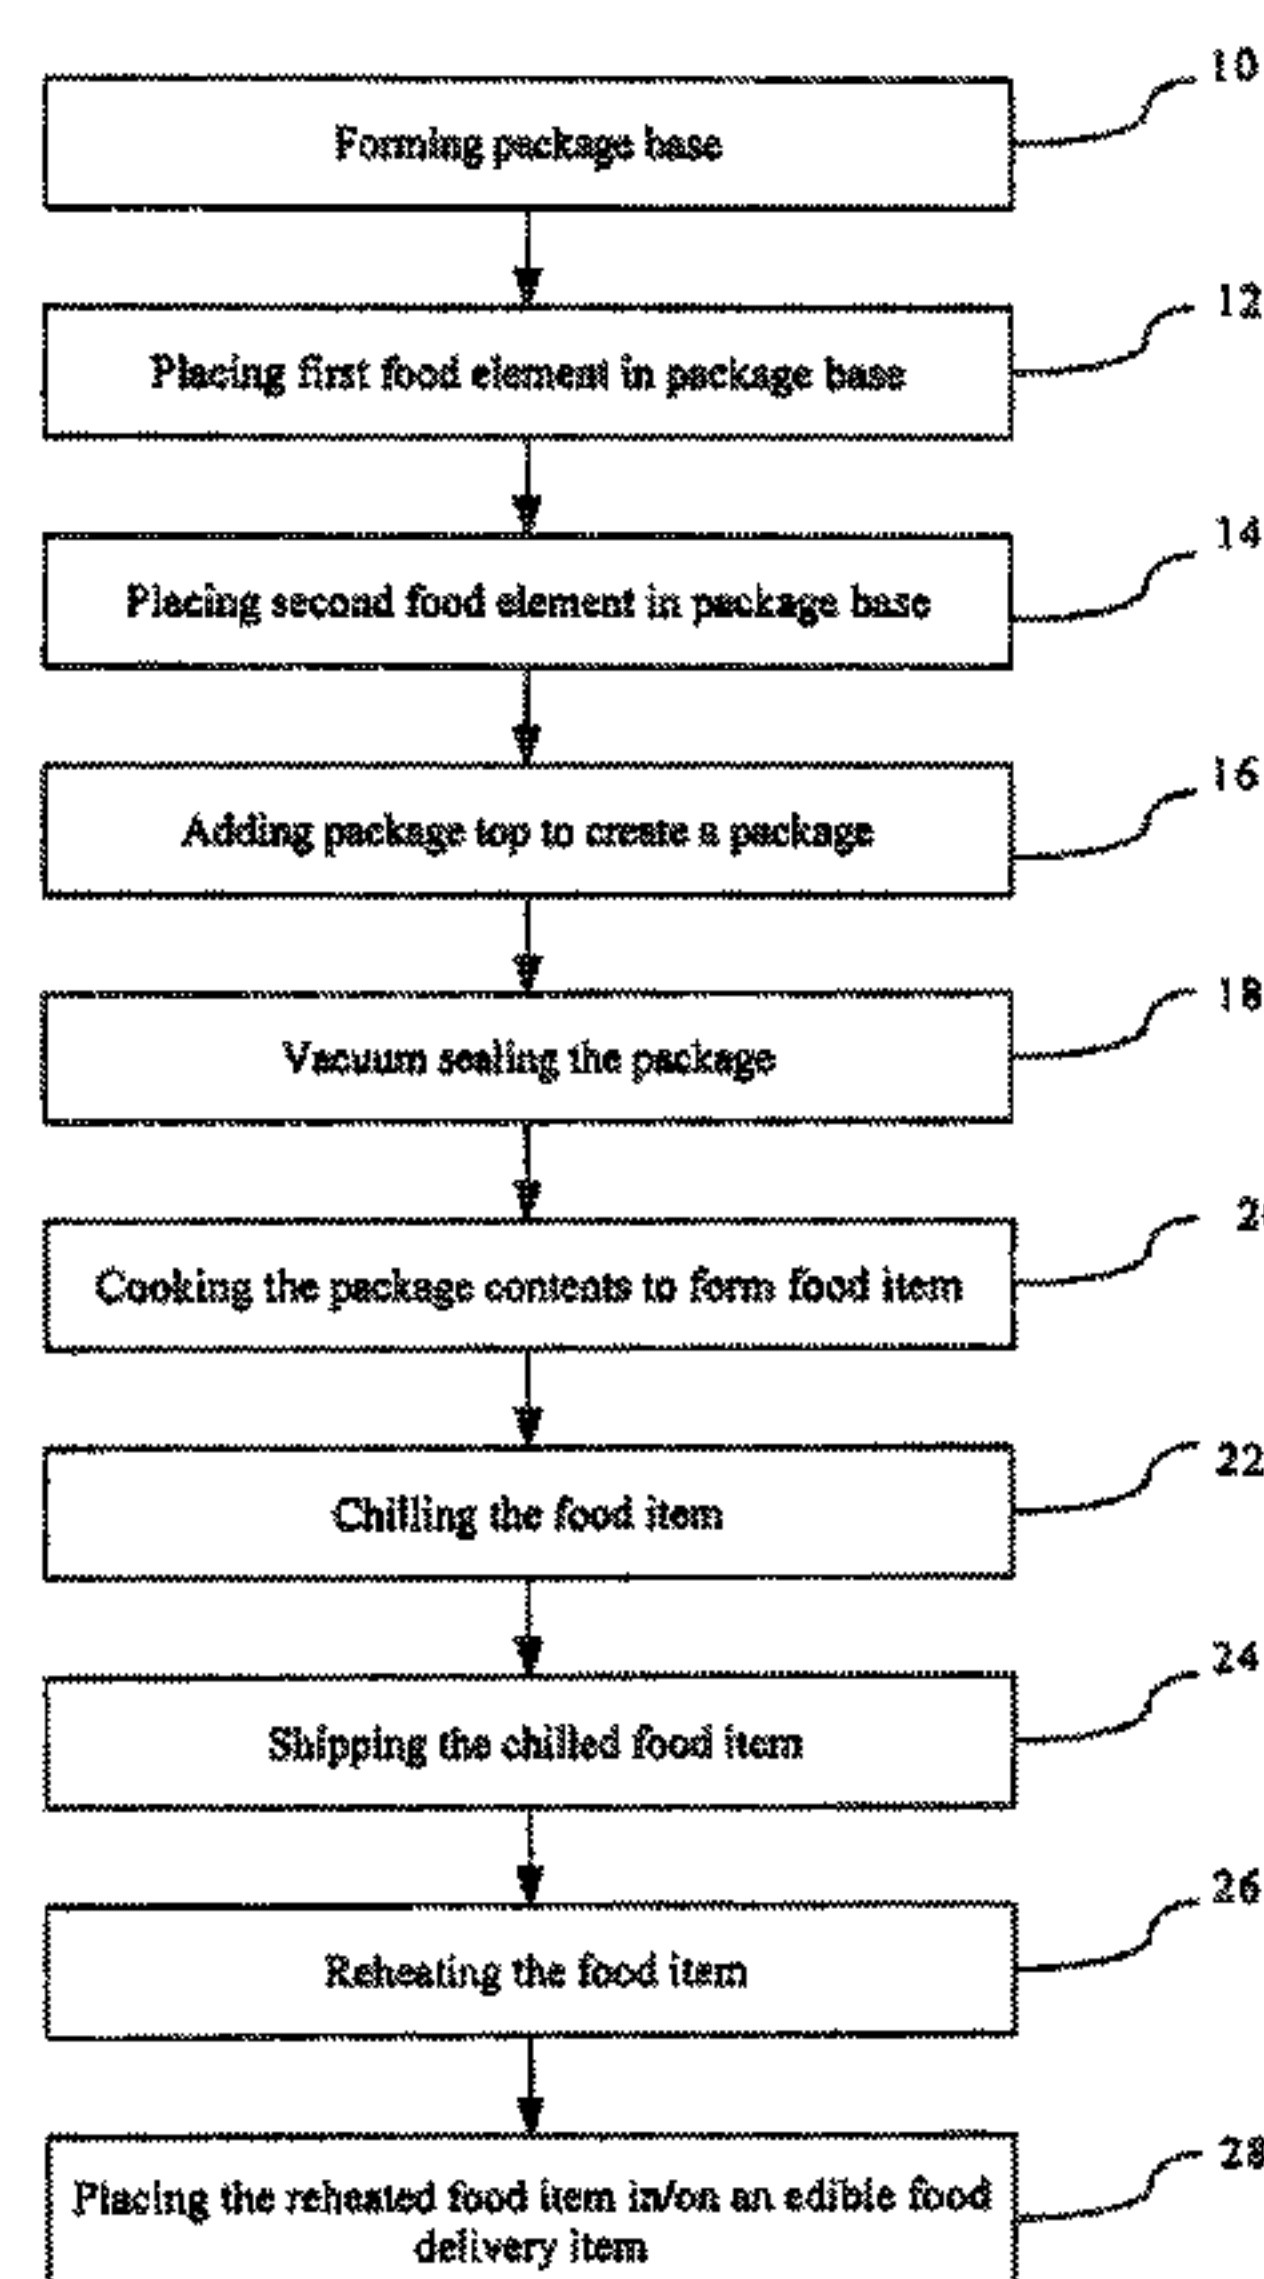 10
Forming package base
12
Placing first food element in package base
14
Placing second food element in package base
16
Adding package top to create a package
18
Vacuum sealing the package
Cooking the package contents to form food item
22
Chilling the food item
24
Shipping the chilled food item
26
Reheating the food item
28
Placing the reheated food item in/on an edible food
delivery item